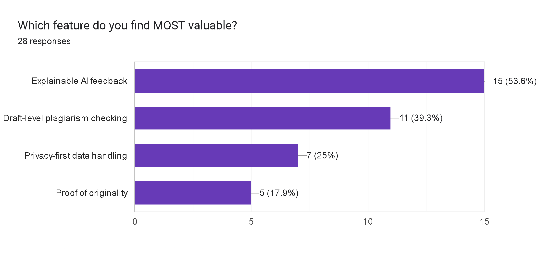 Which feature do you find MOST valuable?
28 responses
Explainable AI feedback
15 (53.6%)
Draft-level plagiarism checking
11 (39.3%)
Privacy-first data handling
7 (25%)
Proof of originality
5 (17.9%)
0 5 10 15